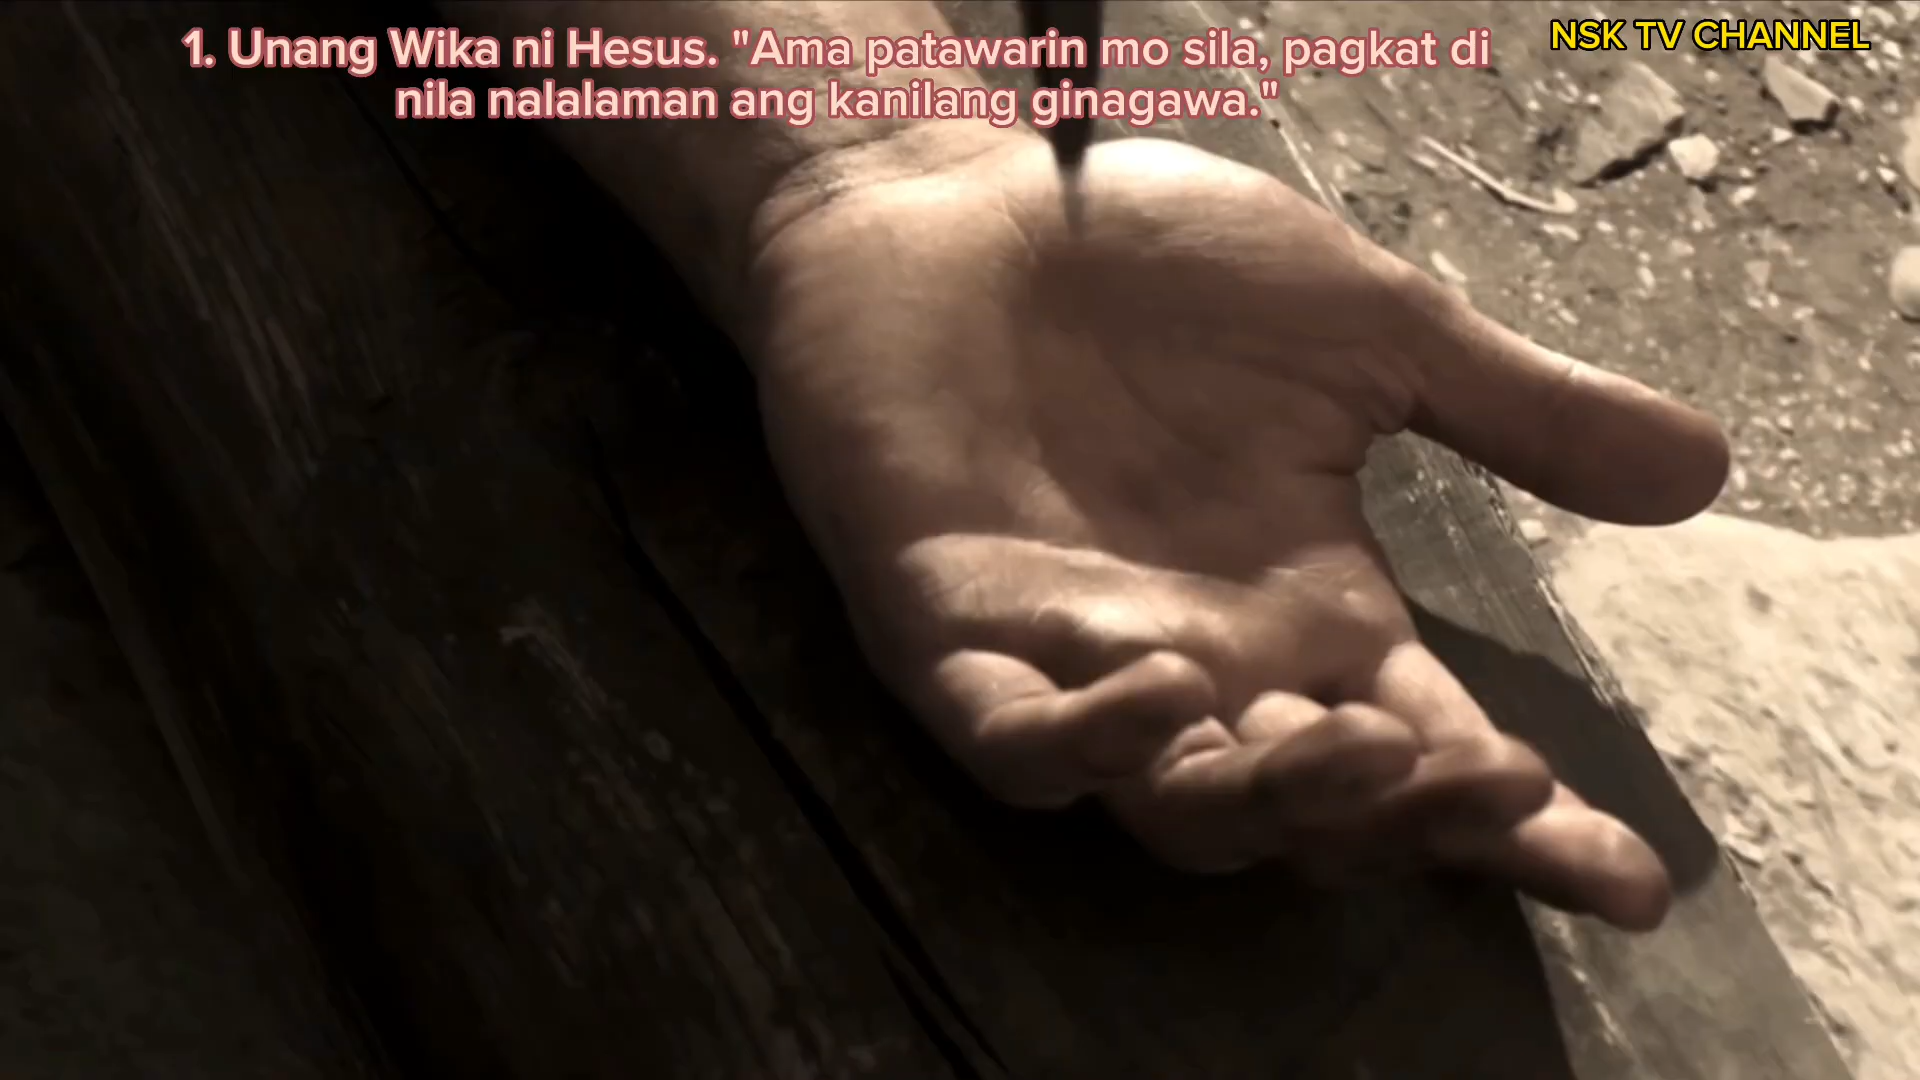 1. Unang Wika ni Hesus. "Ama patawarin mo sila, pagkat di
nila nalalaman ang kanilang ginagawa."
NSK TV CHANNEL